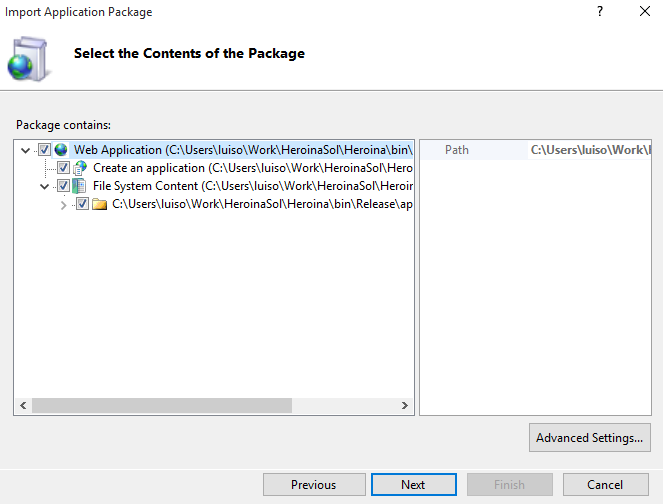 Import Application Package
?
Select the Contents of the Package
Package contains:
Web Application (C:\Users\luiso\Work\HeroinaSol\Heroina\bin\
Create an application (C:\Users\luiso\Work\HeroinaSol\Hero
File System Content (C:\Users\luiso\Work\HeroinaSol\Heroin
C:\Users\luiso\Work\HeroinaSol\Heroina\bin\Release\ap
Path C:\Users\luiso\Work\
Advanced Settings...
Previous Next Finish Cancel